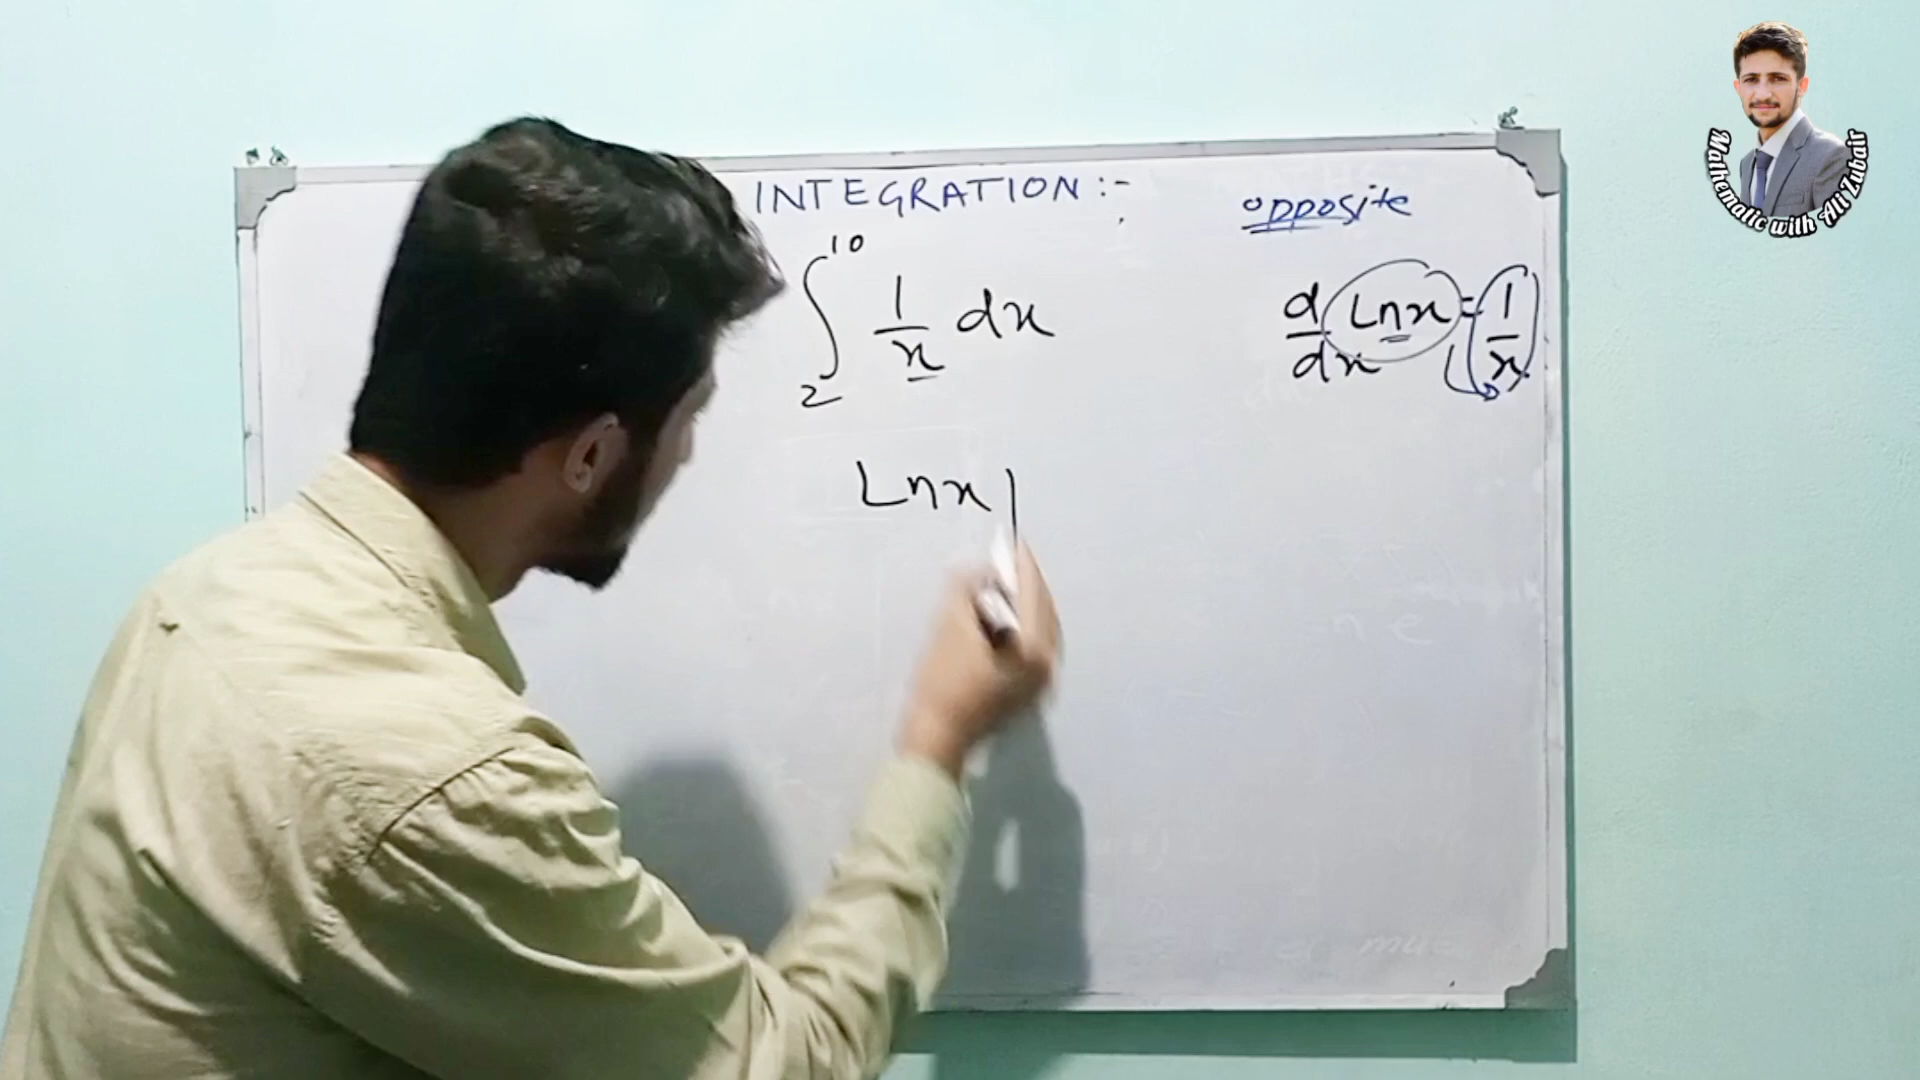 INTEGRATION :-
opposite
∫₂¹⁰ 1/x dx
d/dx Lnx = 1/x
Lnx |
Mathematic with Ali Zubair